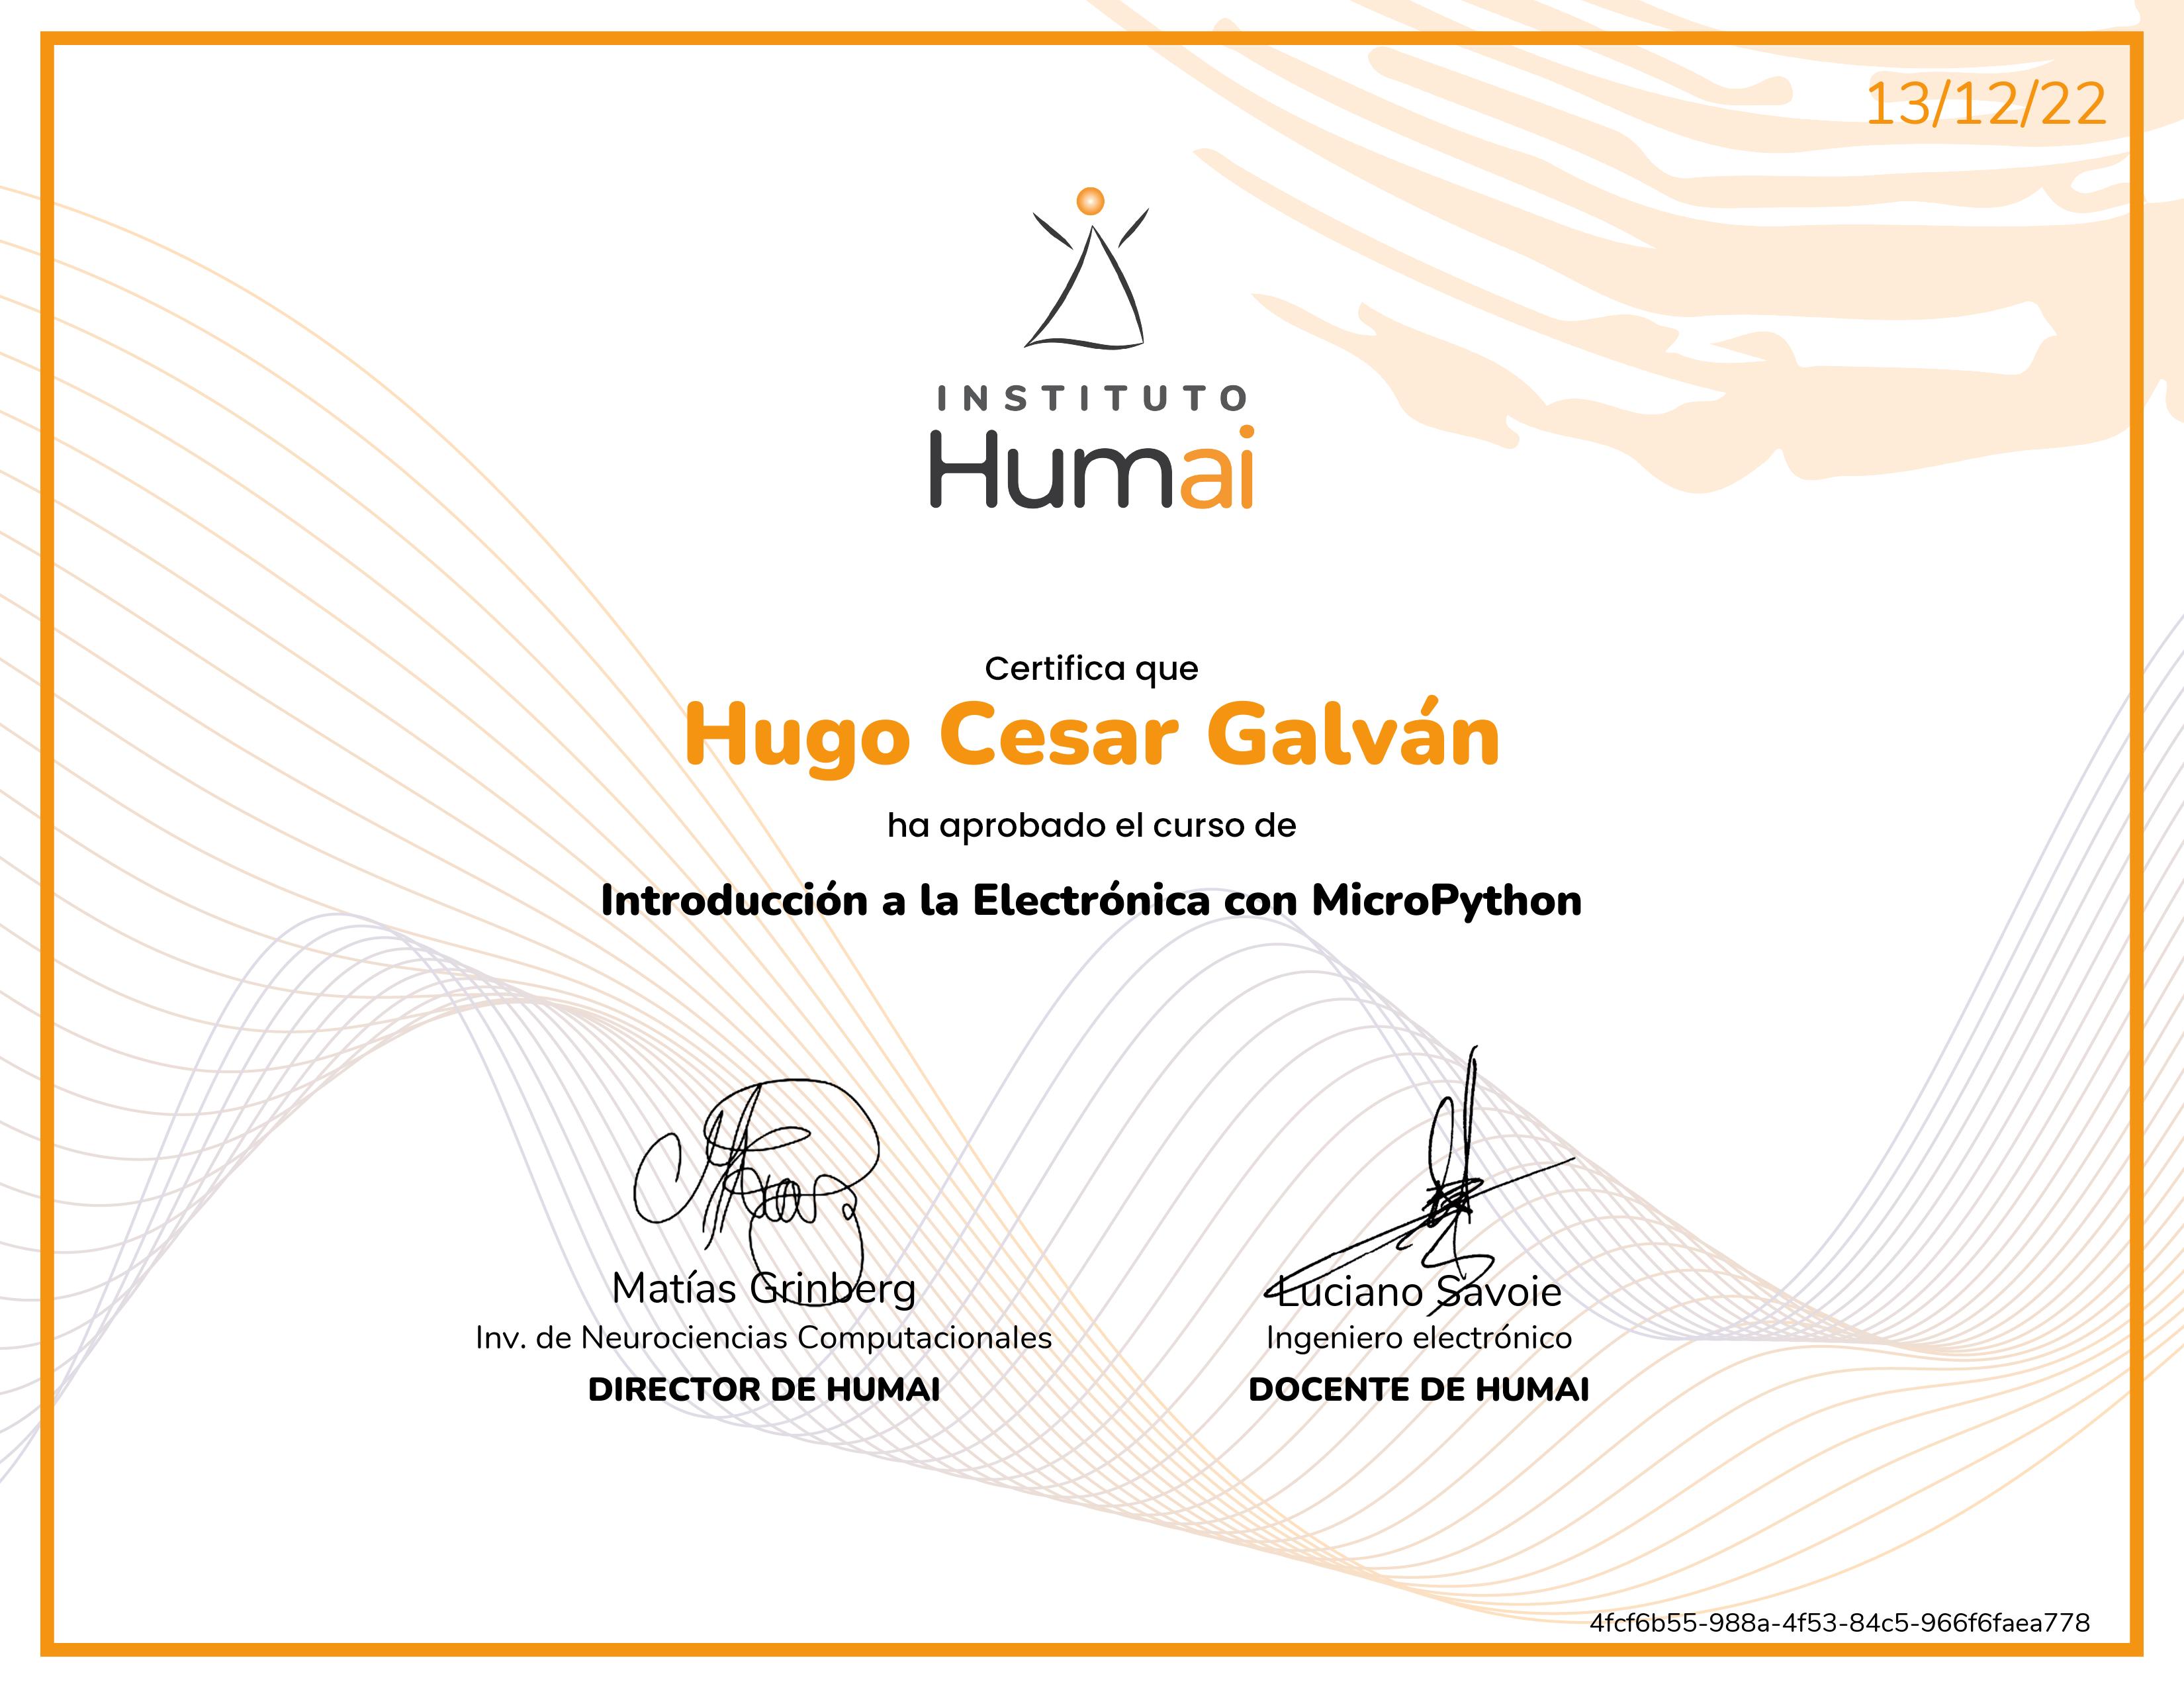 13/12/22
INSTITUTO
Humai
Certifica que
Hugo Cesar Galván
ha aprobado el curso de
Introducción a la Electrónica con MicroPython
Matías Grinberg
Inv. de Neurociencias Computacionales
DIRECTOR DE HUMAI
Luciano Savoie
Ingeniero electrónico
DOCENTE DE HUMAI
4fcf6b55-988a-4f53-84c5-966f6faea778